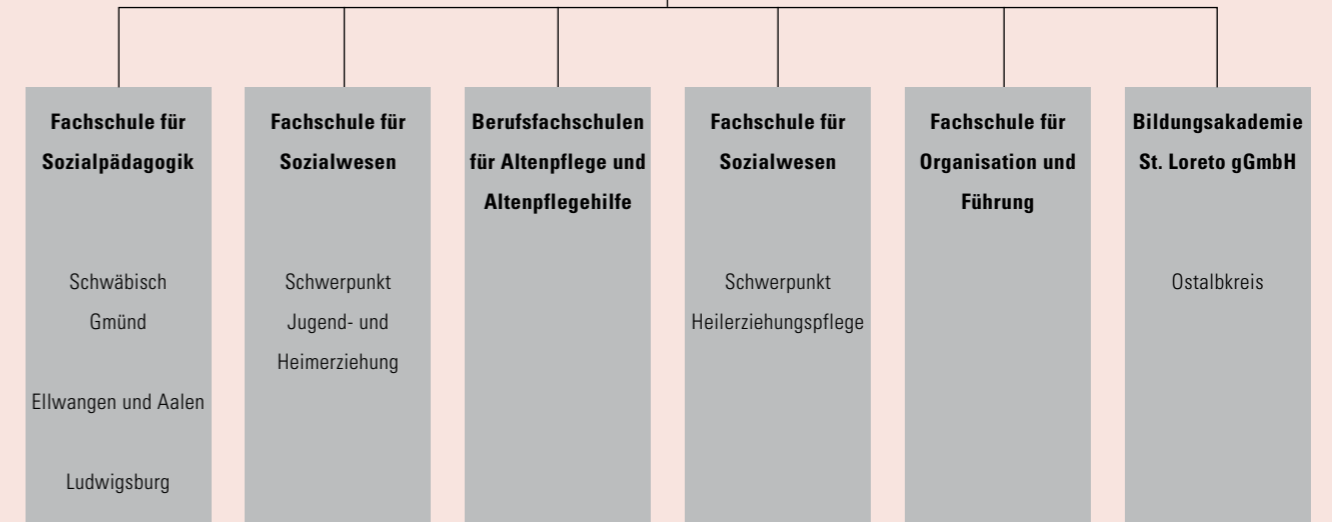 Fachschule für
Sozialpädagogik
Schwäbisch
Gmünd
Ellwangen und Aalen
Ludwigsburg
Fachschule für
Sozialwesen
Schwerpunkt
Jugend- und
Heimerziehung
Berufsfachschulen
für Altenpflege und
Altenpflegehilfe
Fachschule für
Sozialwesen
Schwerpunkt
Heilerziehungspflege
Fachschule für
Organisation und
Führung
Bildungsakademie
St. Loreto gGmbH
Ostalbkreis